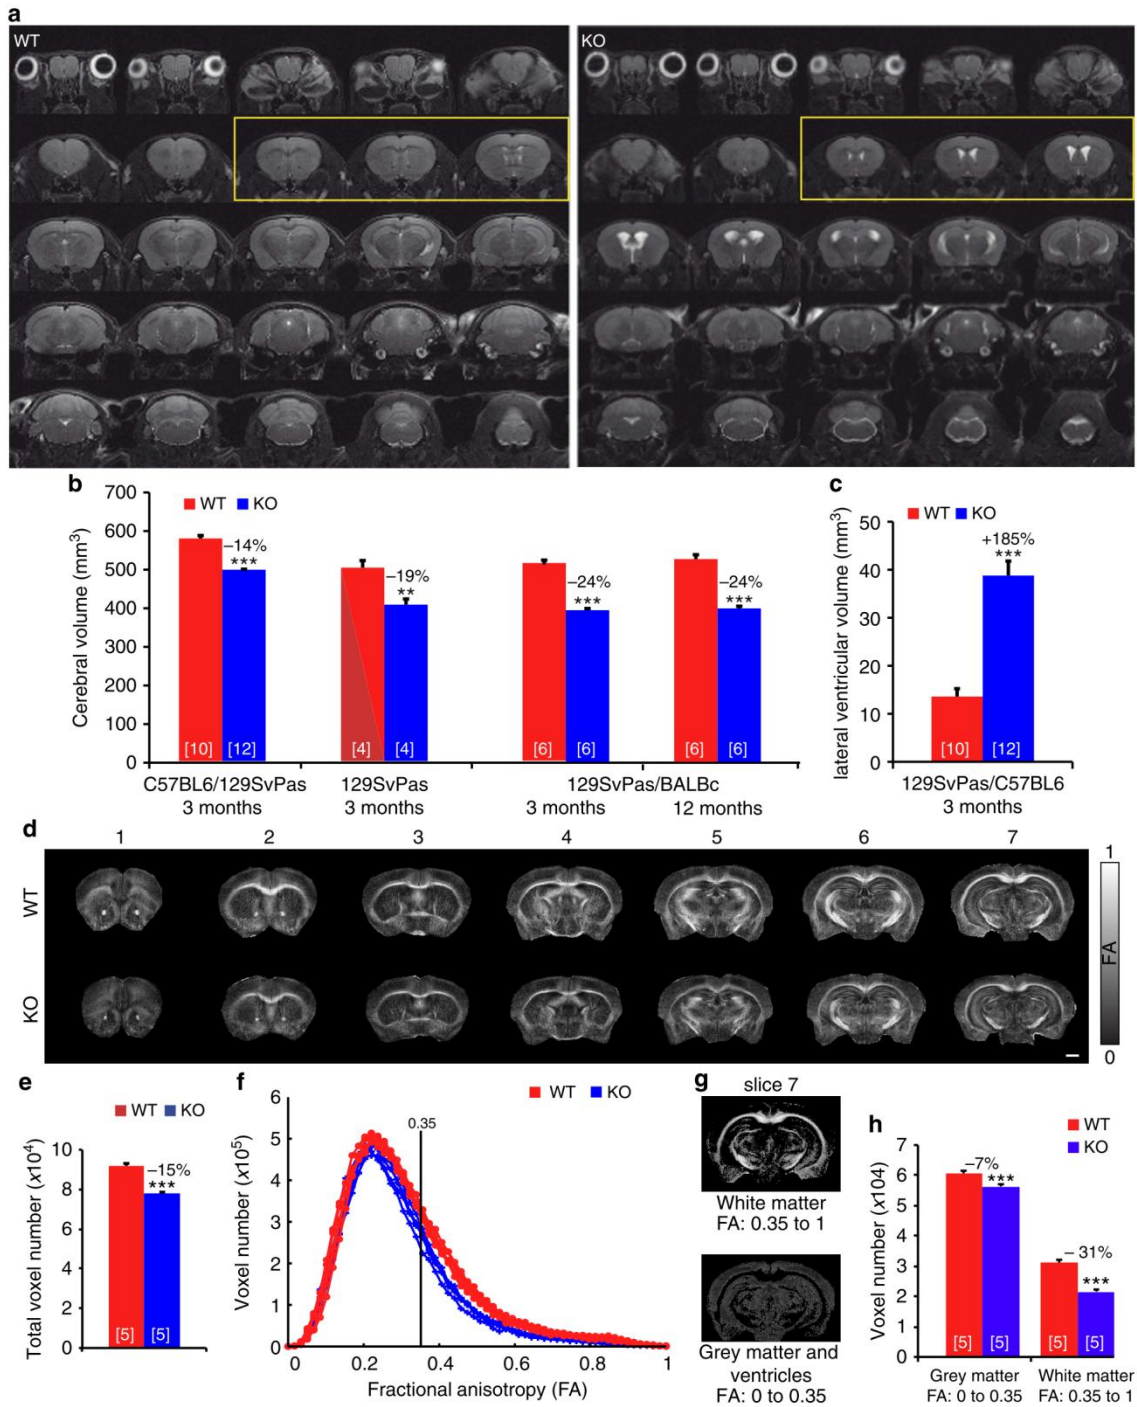 a
WT
KO
b
700
600
500
400
300
200
100
0
Cerebral volume (mm³)
WT KO
–14%
***
–19%
**
–24%
***
–24%
***
[10] [12] [4] [4] [6] [6] [6] [6]
C57BL6/129SvPas 129SvPas 129SvPas/BALBc
3 months 3 months 3 months 12 months
c
50
40
30
20
10
0
lateral ventricular volume (mm³)
WT KO
+185%
***
[10] [12]
129SvPas/C57BL6
3 months
d
1 2 3 4 5 6 7
WT
KO
1
FA
0
e
WT KO
10
8
6
4
2
0
Total voxel number (x10⁴)
–15%
***
[5] [5]
f
WT KO
6
5
4
3
2
1
0
Voxel number (x10⁵)
0.35
0 0.2 0.4 0.6 0.8 1
Fractional anisotropy (FA)
g
slice 7
White matter
FA: 0.35 to 1
Grey matter and
ventricles
FA: 0 to 0.35
h
WT
KO
7
6
5
4
3
2
1
0
Voxel number (x104)
–7%
***
– 31%
***
[5] [5] [5] [5]
Grey matter White matter
FA: 0 to 0.35 FA: 0.35 to 1